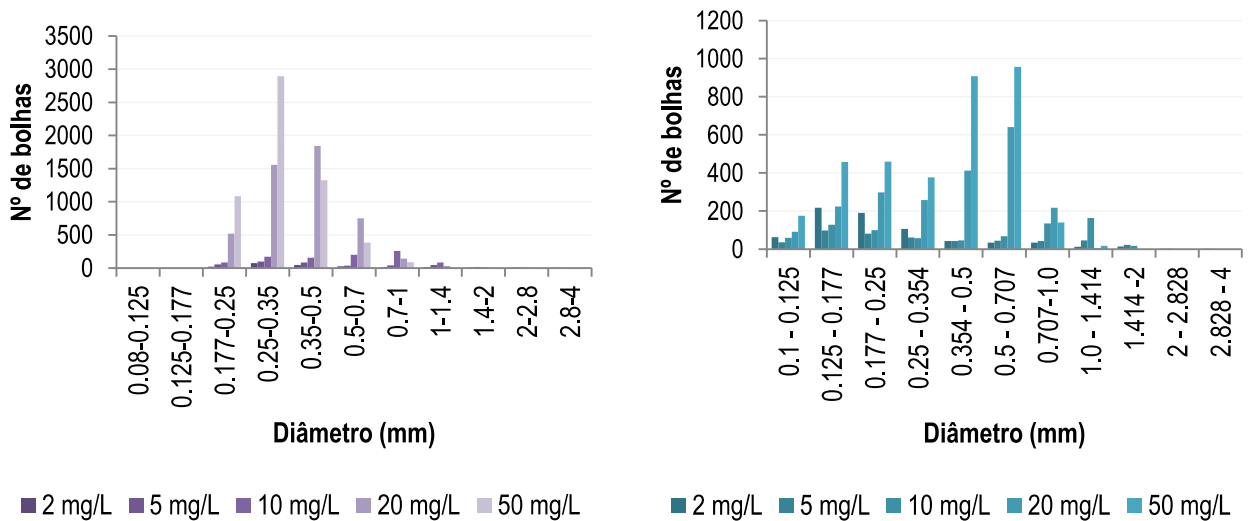 Nº de bolhas
3500
3000
2500
2000
1500
1000
500
0
0.08-0.125
0.125-0.177
0.177-0.25
0.25-0.35
0.35-0.5
0.5-0.7
0.7-1
1-1.4
1.4-2
2-2.8
2.8-4
Diâmetro (mm)
2 mg/L 5 mg/L 10 mg/L 20 mg/L 50 mg/L
Nº de bolhas
1200
1000
800
600
400
200
0
0.1 - 0.125
0.125 - 0.177
0.177 - 0.25
0.25 - 0.354
0.354 - 0.5
0.5 - 0.707
0.707-1.0
1.0 - 1.414
1.414 -2
2 - 2.828
2.828 - 4
Diâmetro (mm)
2 mg/L 5 mg/L 10 mg/L 20 mg/L 50 mg/L